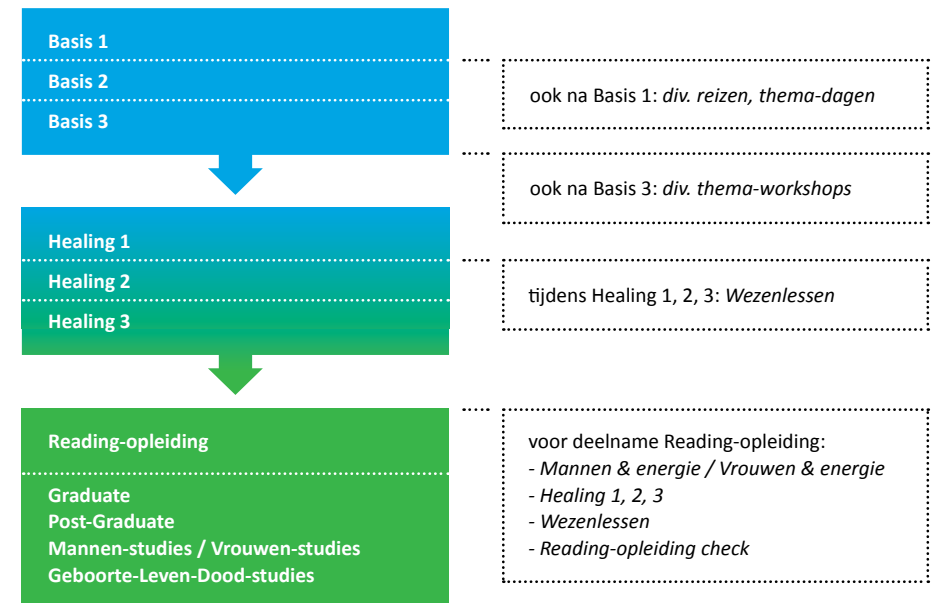 Basis 1
Basis 2
Basis 3
ook na Basis 1: div. reizen, thema-dagen
ook na Basis 3: div. thema-workshops
Healing 1
Healing 2
Healing 3
tijdens Healing 1, 2, 3: Wezenlessen
Reading-opleiding
Graduate
Post-Graduate
Mannen-studies / Vrouwen-studies
Geboorte-Leven-Dood-studies
voor deelname Reading-opleiding:
- Mannen & energie / Vrouwen & energie
- Healing 1, 2, 3
- Wezenlessen
- Reading-opleiding check